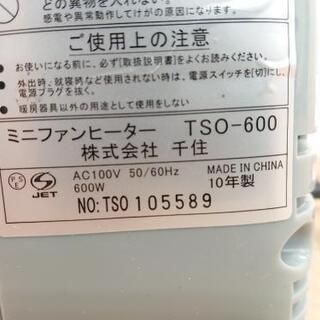 どの異物を入れない。
感電や異常動作してけがの原因になります。
ご使用上の注意
お使いになる前に、必ず『取扱説明書』をよくお読みください。
外出時、就寝時など使用されない時は、電源スイッチを[切]にし、
電源プラグを抜く。
暖房器具以外の用途として使用をしない
ミニファンヒーター TSO-600
株式会社 千住
PSE JET AC100V 50/60Hz MADE IN CHINA
600W 10年製
NO:TSO 105589